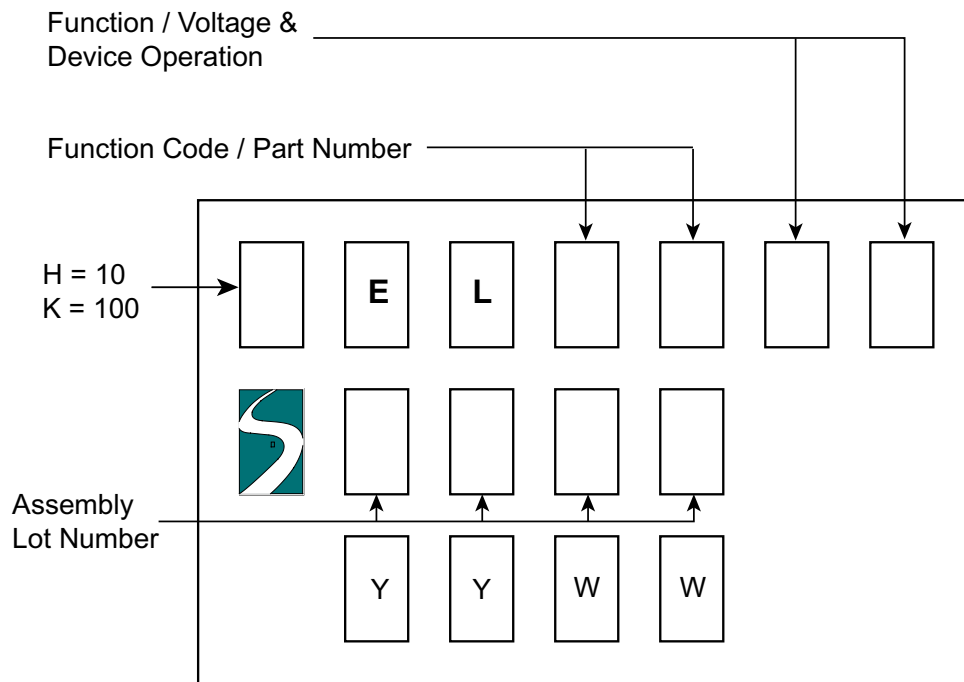 Function / Voltage &
Device Operation
Function Code / Part Number
H = 10
K = 100
E L
Assembly
Lot Number
Y Y W W